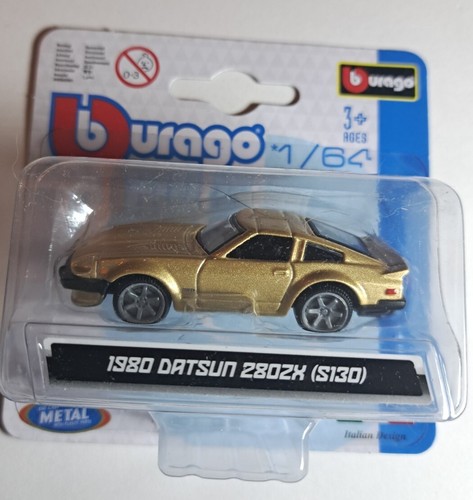 0-3
Burago
3+
AGES
Burago
*1/64
1980 DATSUN 280ZX (S130)
METAL
Italian Design